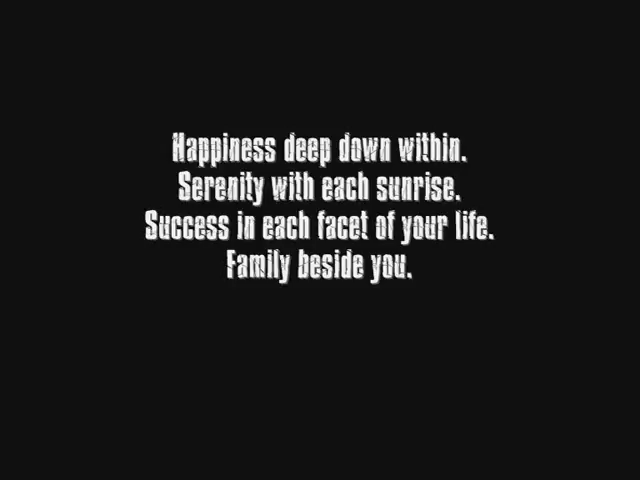 Happiness deep down within.
Serenity with each sunrise.
Success in each facet of your life.
Family beside you.